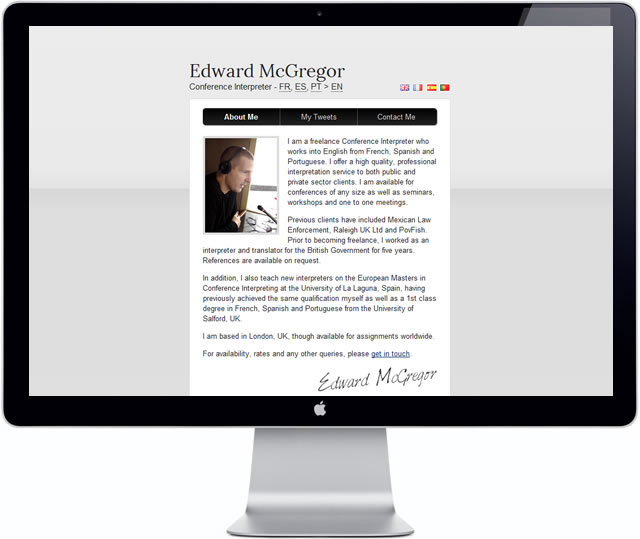 Edward McGregor
Conference Interpreter - FR, ES, PT > EN
About Me
My Tweets
Contact Me
I am a freelance Conference Interpreter who
works into English from French, Spanish and
Portuguese. I offer a high quality, professional
interpretation service to both public and
private sector clients. I am available for
conferences of any size as well as seminars,
workshops and one to one meetings.
Previous clients have included Mexican Law
Enforcement, Raleigh UK Ltd and PovFish.
Prior to becoming freelance, I worked as an
interpreter and translator for the British Government for five years.
References are available on request.
In addition, I also teach new interpreters on the European Masters in
Conference Interpreting at the University of La Laguna, Spain, having
previously achieved the same qualification myself as well as a 1st class
degree in French, Spanish and Portuguese from the University of
Salford, UK.
I am based in London, UK, though available for assignments worldwide.
For availability, rates and any other queries, please get in touch.
Edward McGregor